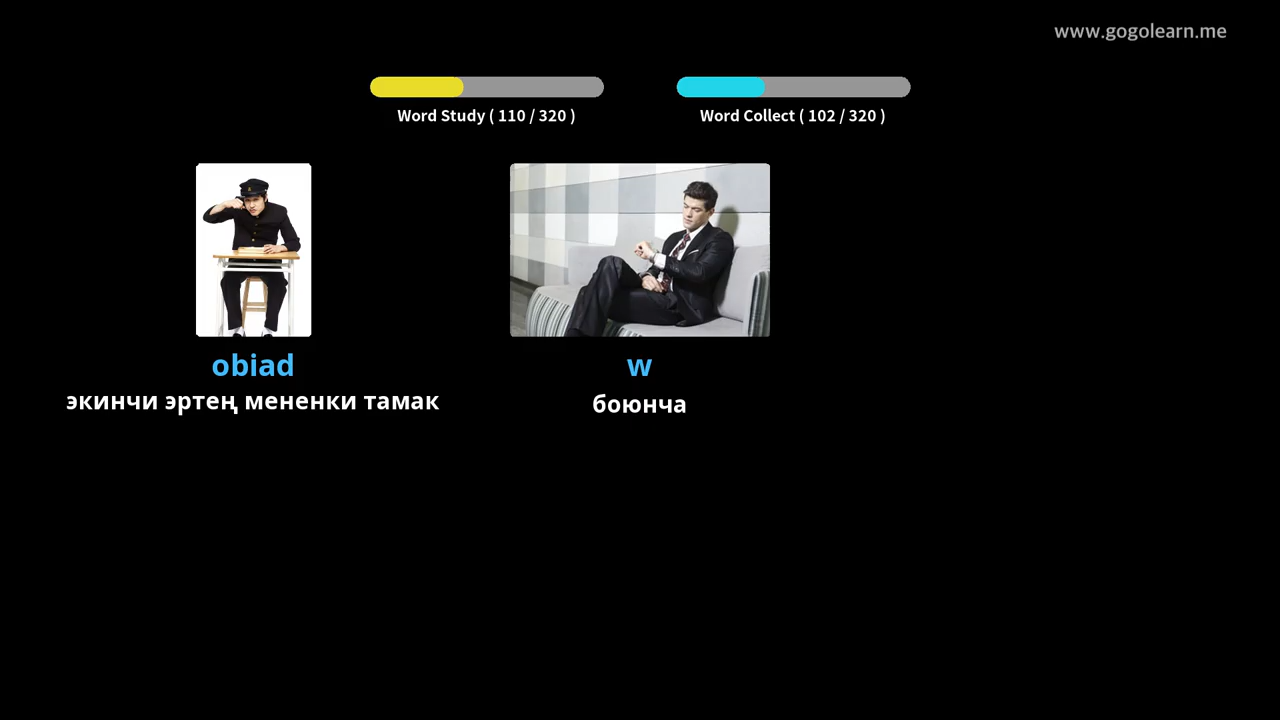 www.gogolearn.me
Word Study ( 110 / 320 )
Word Collect ( 102 / 320 )
obiad
экинчи эртең мененки тамак
w
боюнча